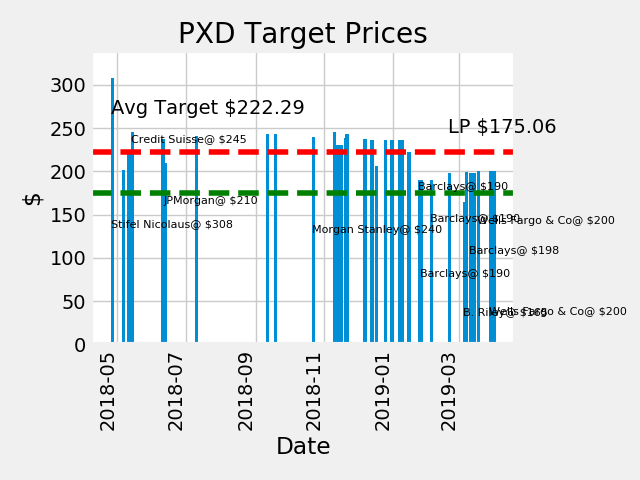 PXD Target Prices
300
Avg Target $222.29
LP $175.06
250
Credit Suisse@ $245
200
Barclays@ $190
JPMorgan@ $210
$
150
Barclays@ $190
Wells Fargo & Co@ $200
Stifel Nicolaus@ $308
Morgan Stanley@ $240
Barclays@ $198
100
Barclays@ $190
50
B. Riley@ $165
Wells Fargo & Co@ $200
0
2018-05
2018-07
2018-09
2018-11
2019-01
2019-03
Date